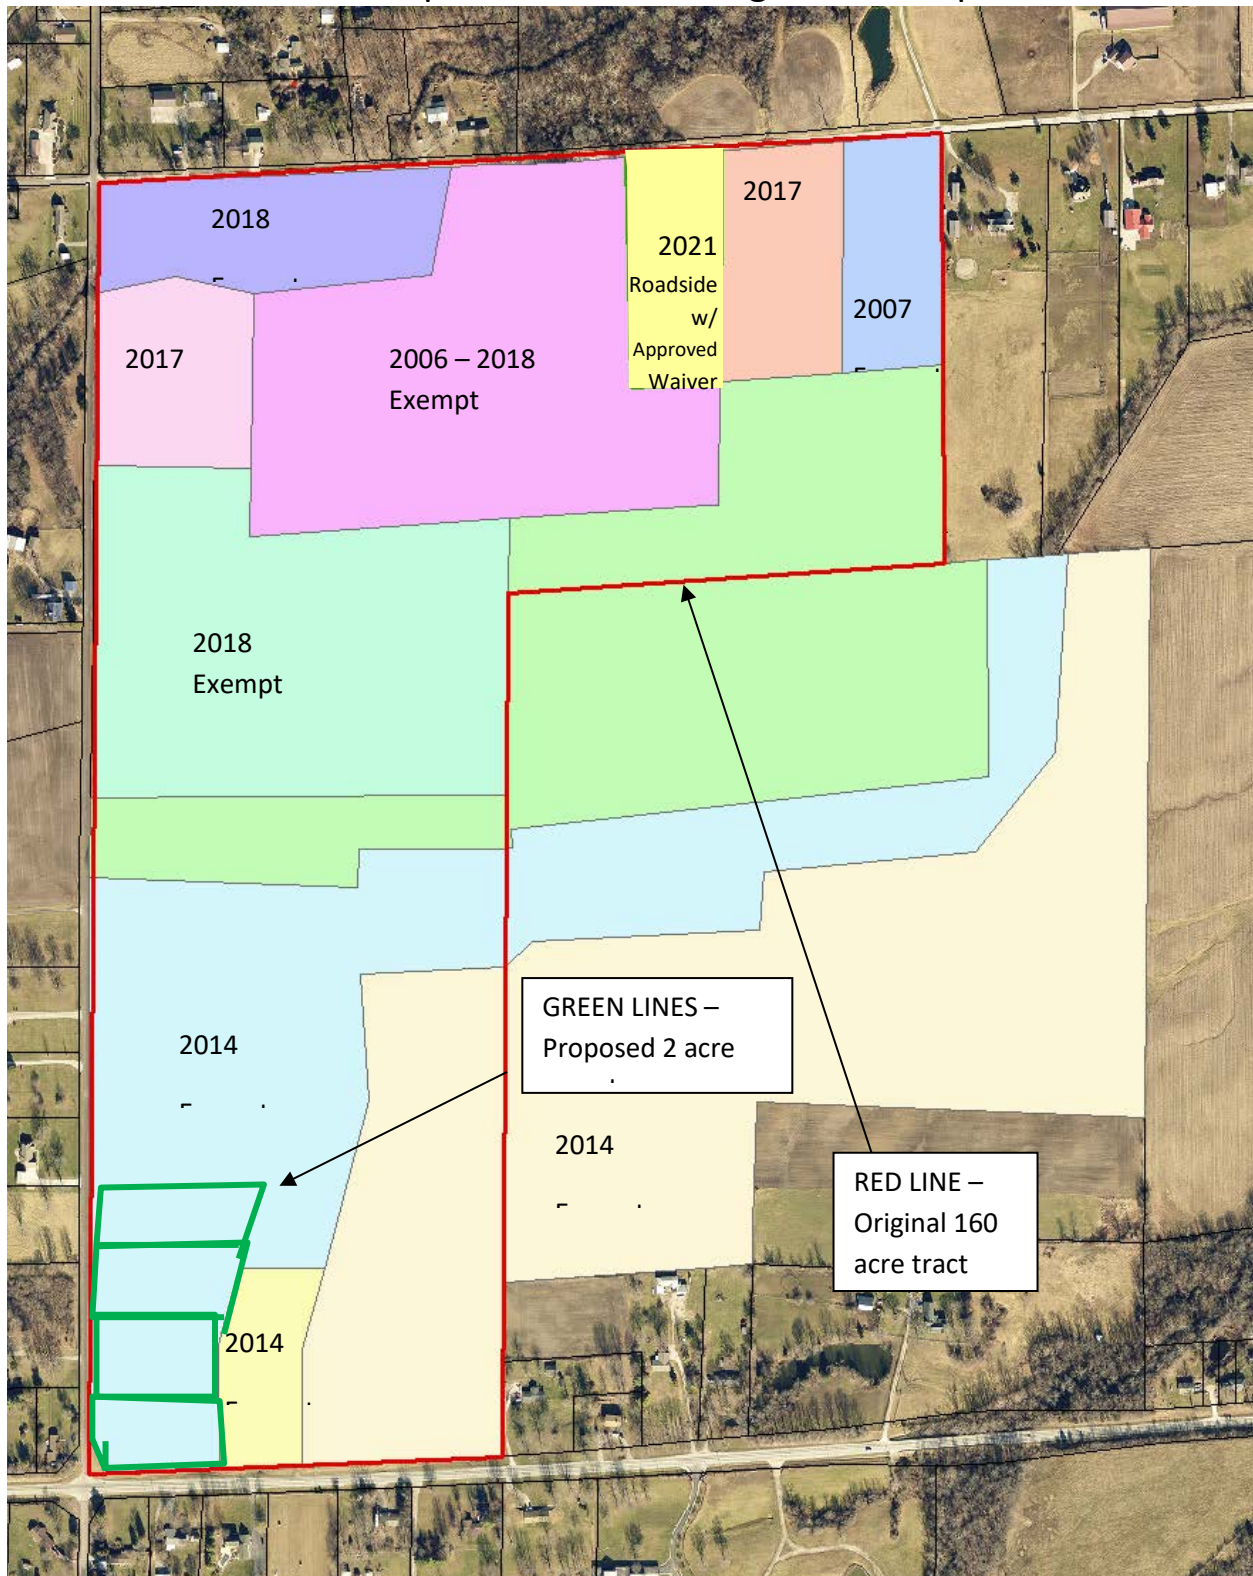 2018
2017
2021
Roadside
w/
Approved
Waiver
2007
2017
2006 – 2018
Exempt
2018
Exempt
GREEN LINES –
Proposed 2 acre
2014
2014
RED LINE –
Original 160
acre tract
2014